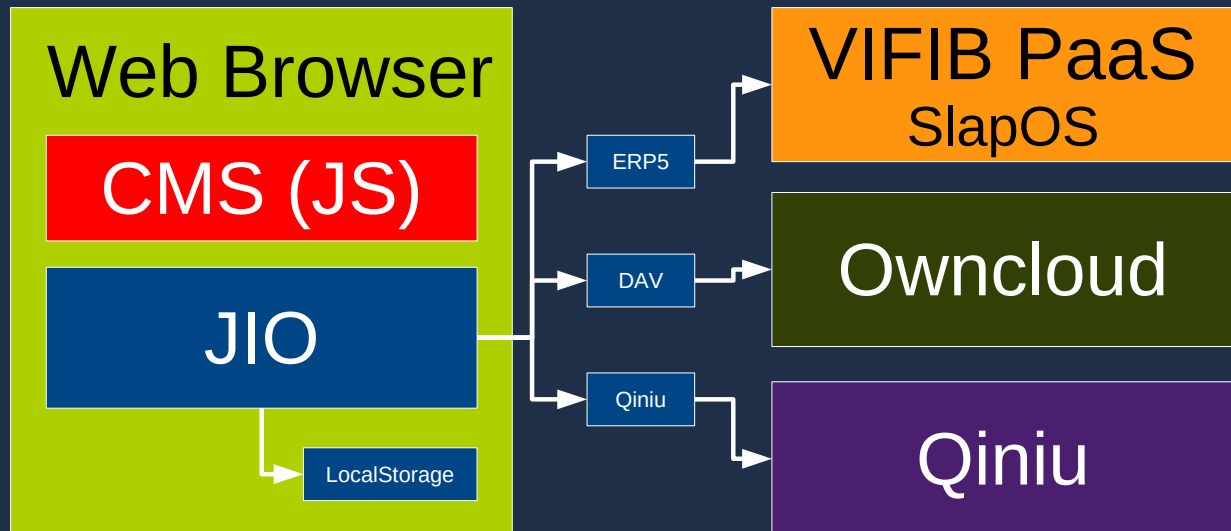 Web Browser
CMS (JS)
JIO
LocalStorage
ERP5
DAV
Qiniu
VIFIB PaaS
SlapOS
Owncloud
Qiniu